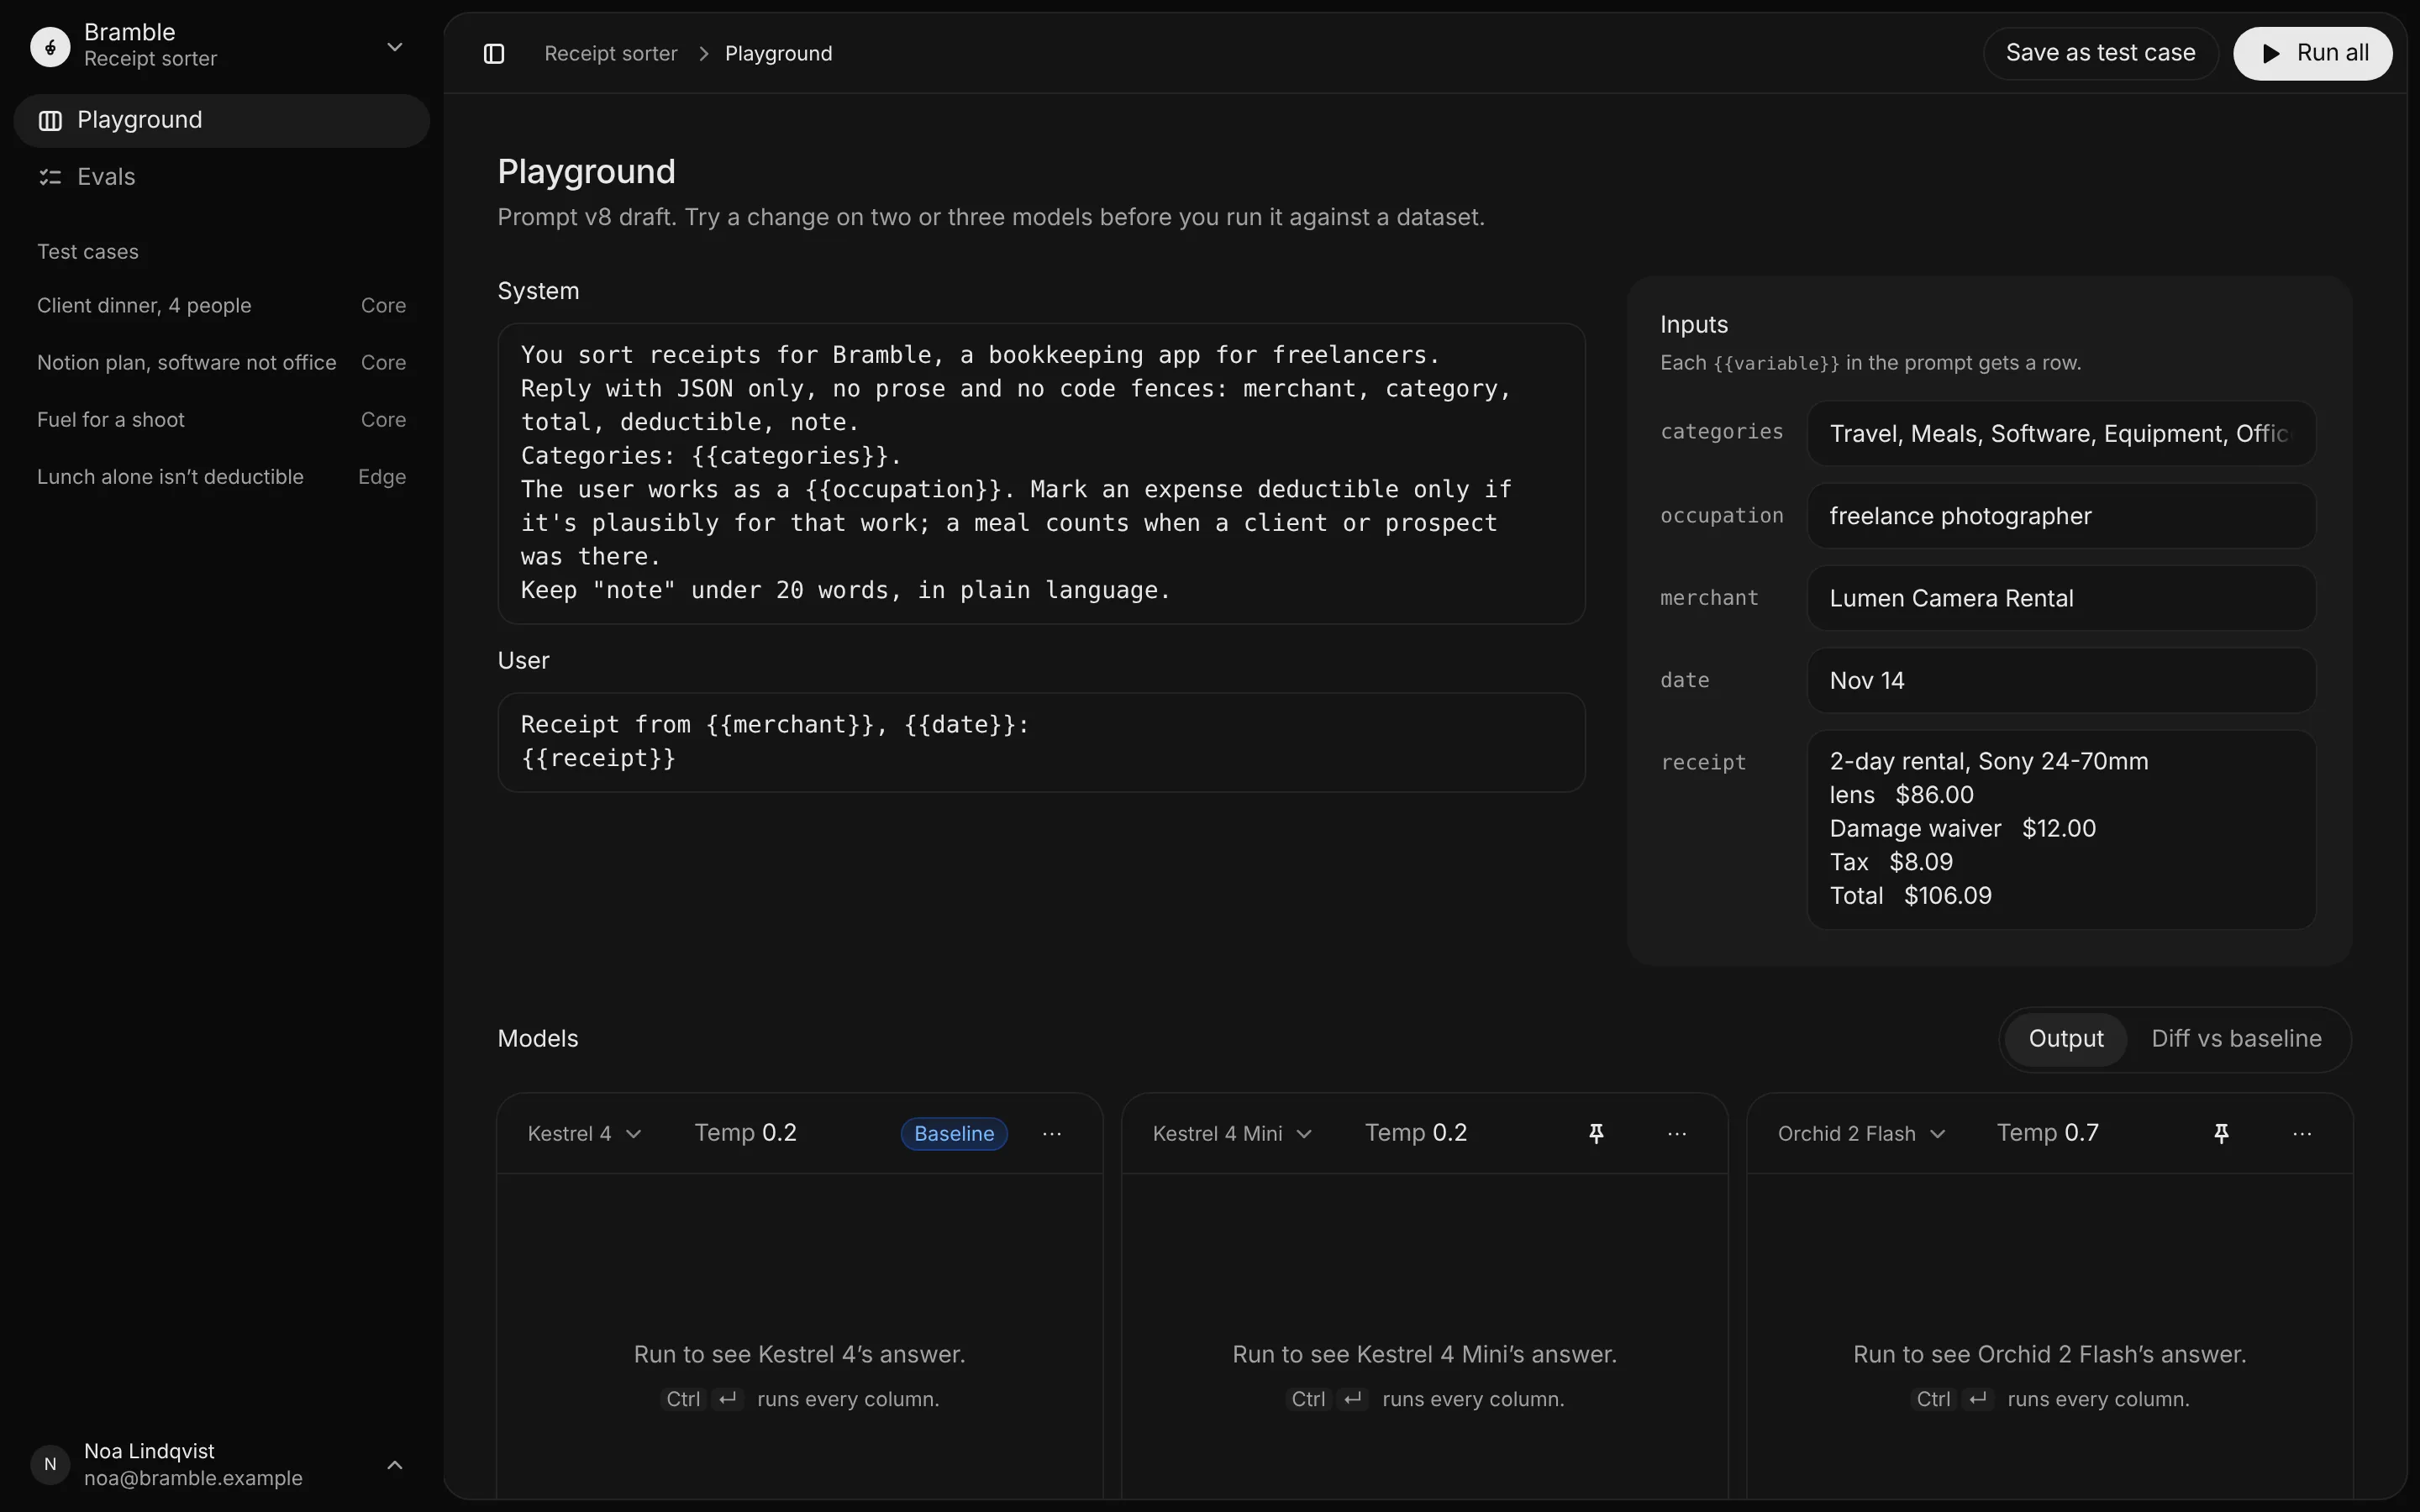 Bramble
Receipt sorter
Playground
Evals
Test cases
Client dinner, 4 people Core
Notion plan, software not office Core
Fuel for a shoot Core
Lunch alone isn’t deductible Edge
N
Noa Lindqvist
noa@bramble.example
Receipt sorter Playground
Save as test case
Run all
Playground
Prompt v8 draft. Try a change on two or three models before you run it against a dataset.
System
You sort receipts for Bramble, a bookkeeping app for freelancers.
Reply with JSON only, no prose and no code fences: merchant, category,
total, deductible, note.
Categories: {{categories}}.
The user works as a {{occupation}}. Mark an expense deductible only if
it's plausibly for that work; a meal counts when a client or prospect
was there.
Keep "note" under 20 words, in plain language.
User
Receipt from {{merchant}}, {{date}}:
{{receipt}}
Inputs
Each {{variable}} in the prompt gets a row.
categories Travel, Meals, Software, Equipment, Offic
occupation freelance photographer
merchant Lumen Camera Rental
date Nov 14
receipt 2-day rental, Sony 24-70mm
lens $86.00
Damage waiver $12.00
Tax $8.09
Total $106.09
Models
Output Diff vs baseline
Kestrel 4 Temp 0.2 Baseline
Run to see Kestrel 4’s answer.
Ctrl ↵ runs every column.
Kestrel 4 Mini Temp 0.2
Run to see Kestrel 4 Mini’s answer.
Ctrl ↵ runs every column.
Orchid 2 Flash Temp 0.7
Run to see Orchid 2 Flash’s answer.
Ctrl ↵ runs every column.